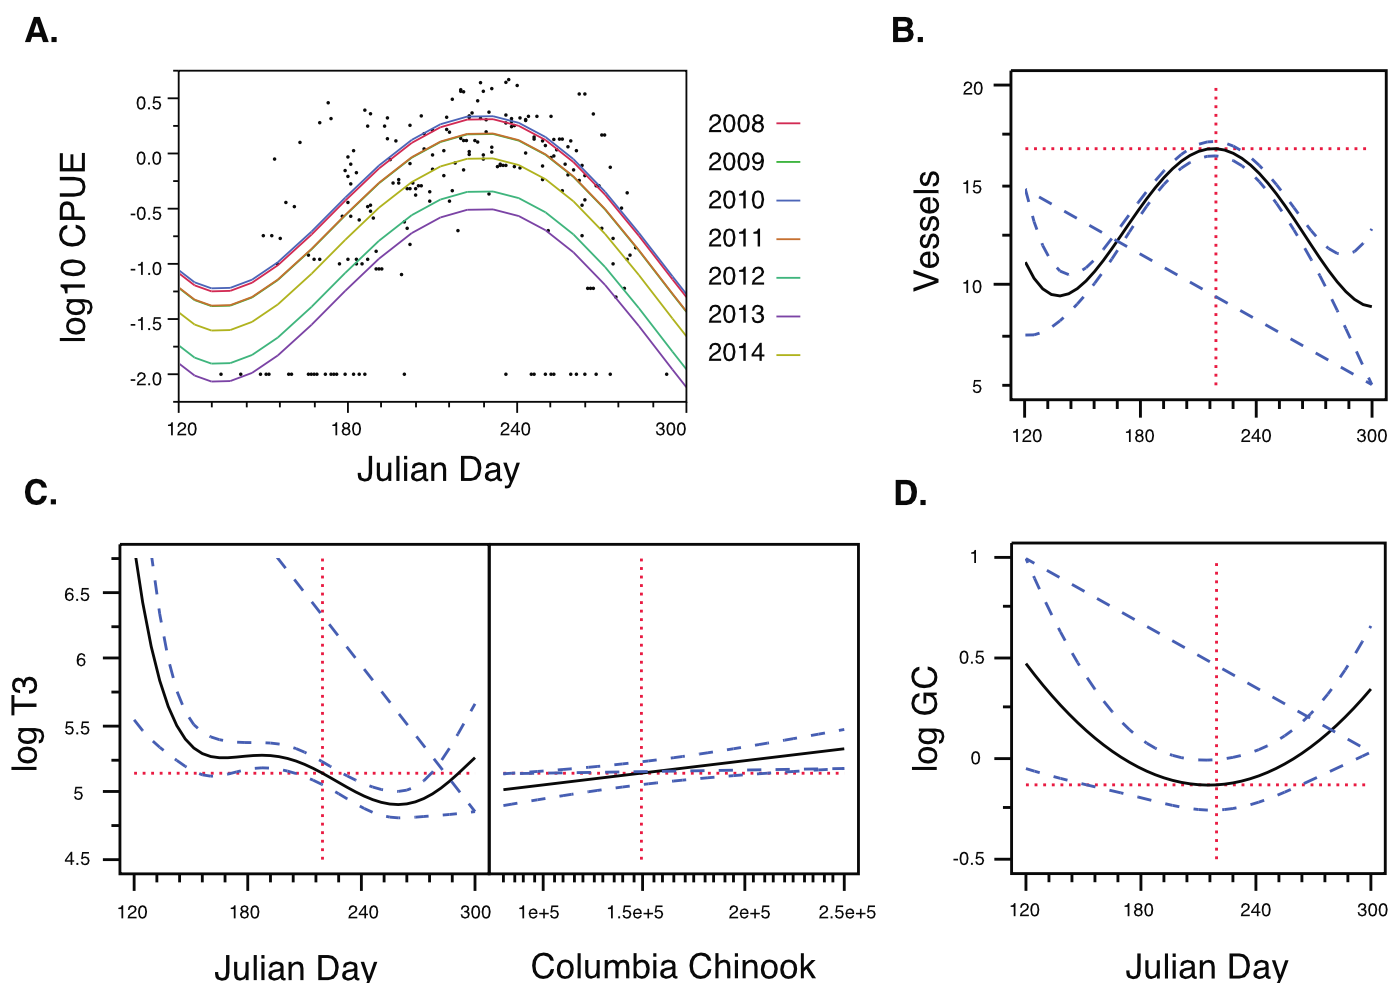 A.
log10 CPUE
0.5
0.0
-0.5
-1.0
-1.5
-2.0
120 180 240 300
Julian Day
2008
2009
2010
2011
2012
2013
2014
B.
Vessels
20
15
10
5
120 180 240 300
C.
log T3
6.5
6
5.5
5
4.5
120 180 240 300
1e+5 1.5e+5 2e+5 2.5e+5
Julian Day
Columbia Chinook
D.
log GC
1
0.5
0
-0.5
120 180 240 300
Julian Day